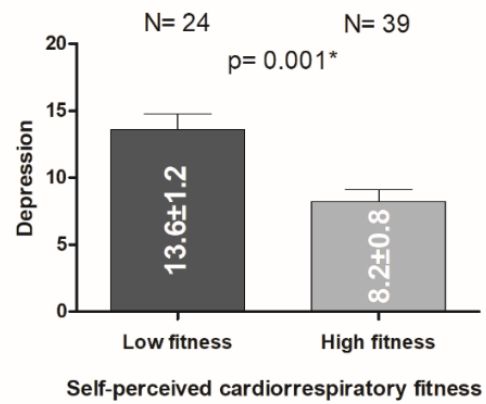 N= 24 N= 39
p= 0.001*
20
15
10
5
0
Depression
13.6±1.2
8.2±0.8
Low fitness High fitness
Self-perceived cardiorrespiratory fitness